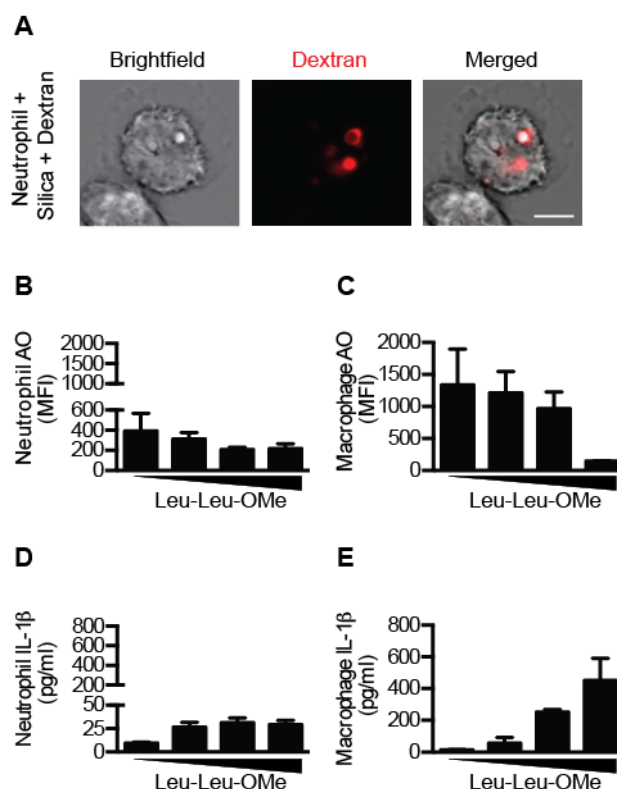 A
Brightfield
Dextran
Merged
Neutrophil +
Silica + Dextran
B
Neutrophil AO
(MFI)
2000
1500
1000
600
400
200
0
Leu-Leu-OMe
C
Macrophage AO
(MFI)
2000
1500
1000
500
0
Leu-Leu-OMe
D
Neutrophil IL-1β
(pg/ml)
800
600
400
200
50
25
0
Leu-Leu-OMe
E
Macrophage IL-1β
(pg/ml)
800
600
400
200
0
Leu-Leu-OMe